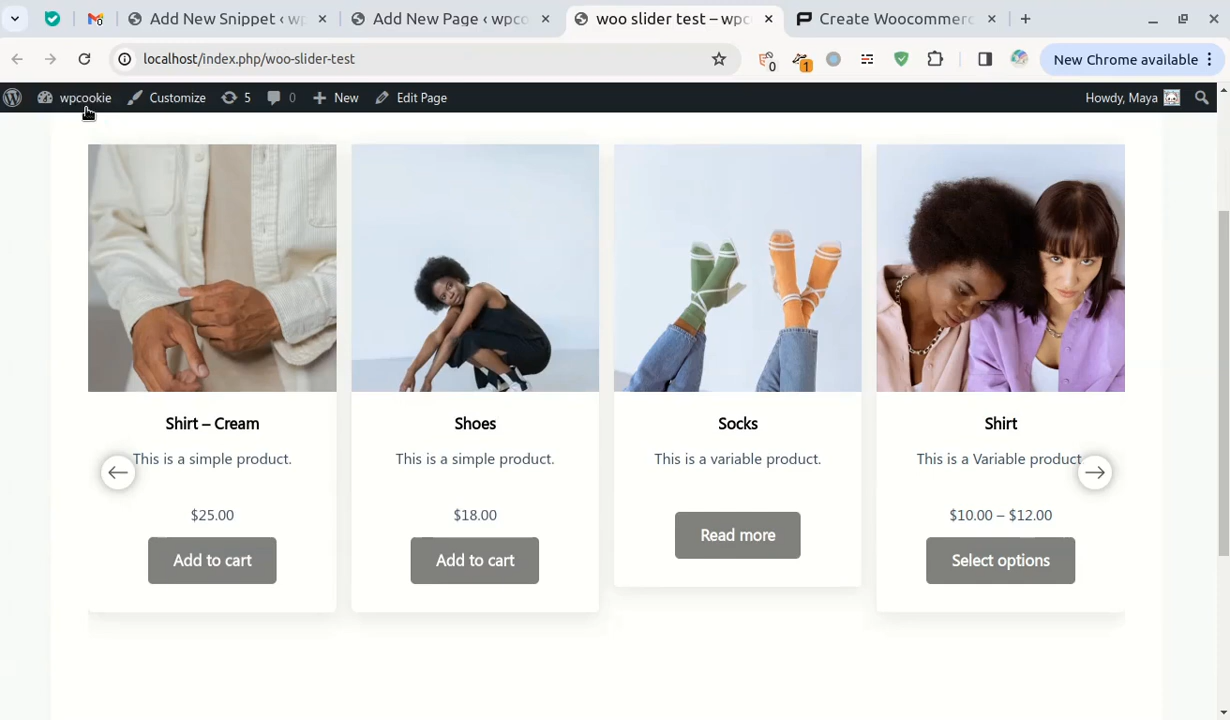 Add New Snippet ‹ wp
Add New Page ‹ wpco
woo slider test – wpc
Create Woocommerc
localhost/index.php/woo-slider-test
0
1
New Chrome available
wpcookie
Customize
5
0
New
Edit Page
Howdy, Maya
Shirt – Cream
Shoes
Socks
Shirt
This is a simple product.
This is a simple product.
This is a variable product.
This is a Variable product
$25.00
$18.00
$10.00 – $12.00
Add to cart
Add to cart
Read more
Select options